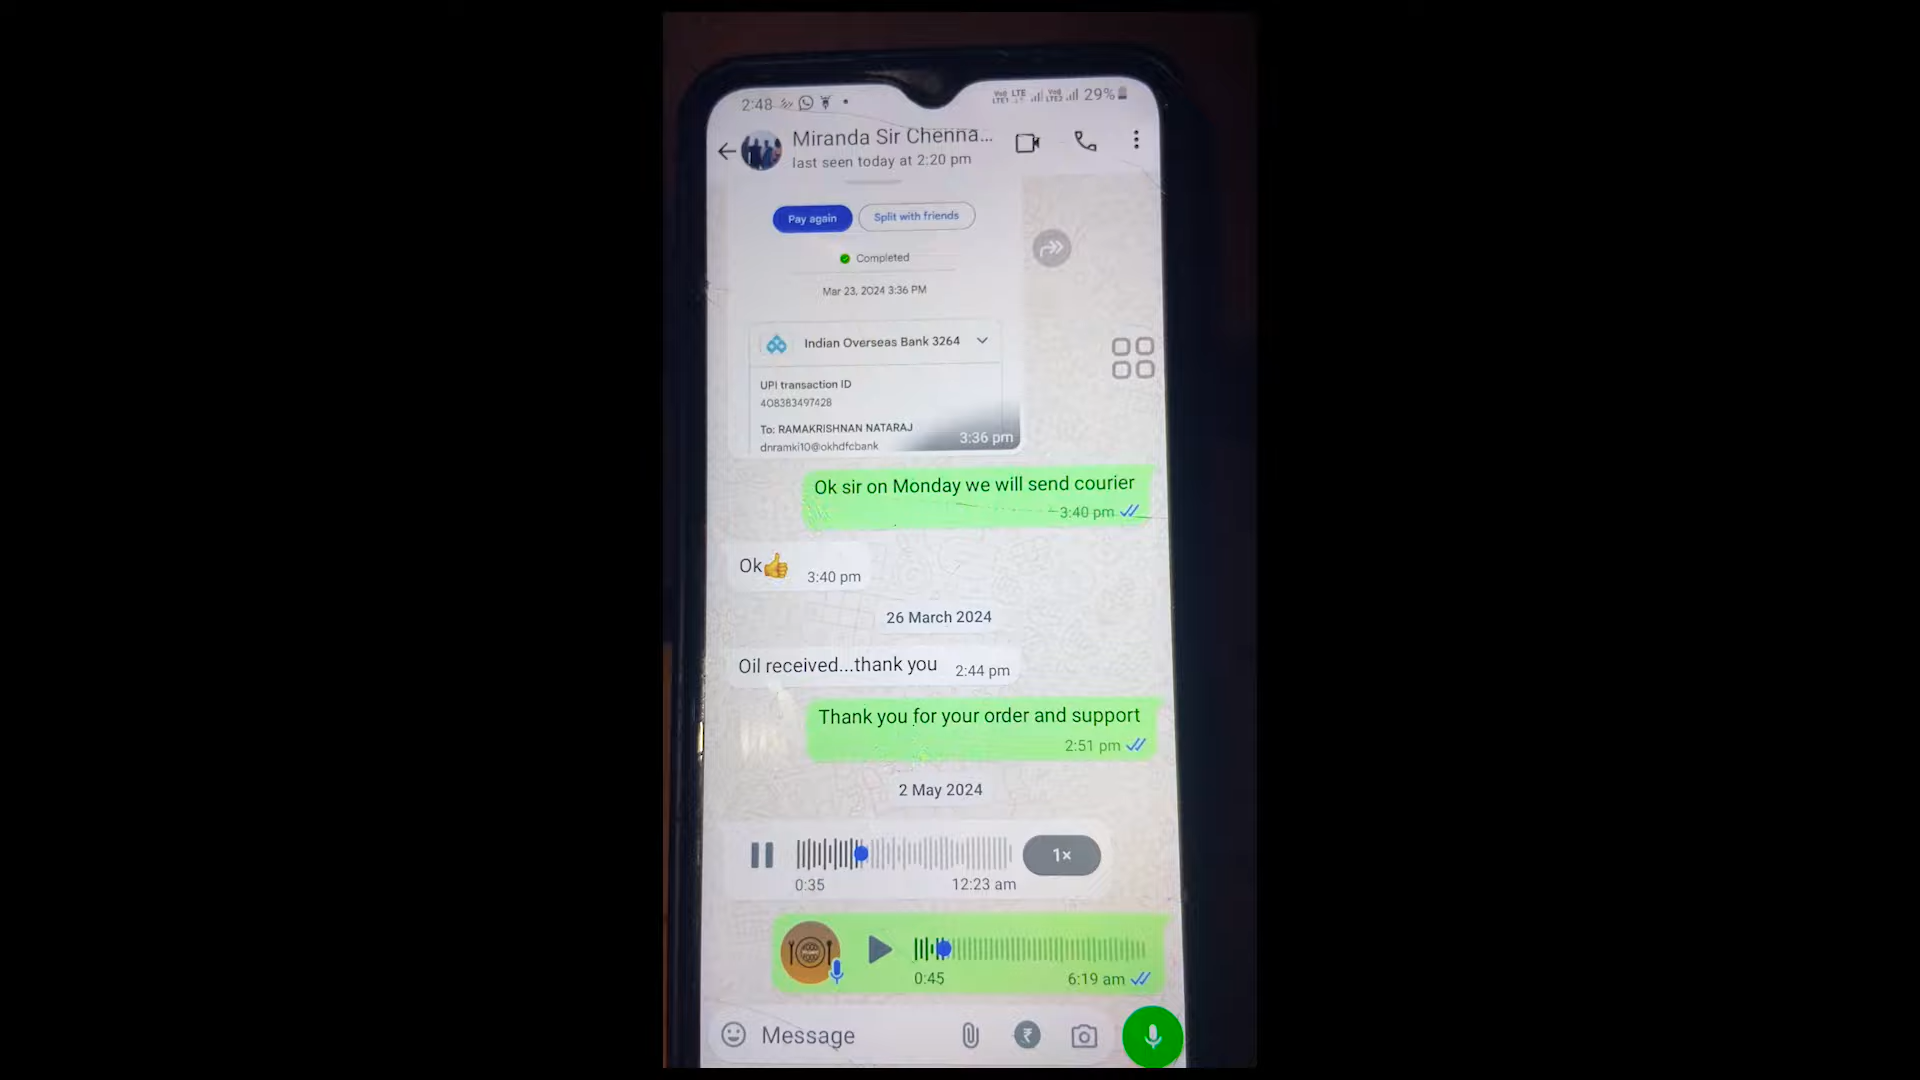 2:48
29%
Miranda Sir Chenna...
last seen today at 2:20 pm
Pay again
Split with friends
Completed
Mar 23, 2024 3:36 PM
Indian Overseas Bank 3264
UPI transaction ID
408383497428
To: RAMAKRISHNAN NATARAJ
dnramki10@okhdfcbank
3:36 pm
Ok sir on Monday we will send courier
3:40 pm
Ok👍
3:40 pm
26 March 2024
Oil received...thank you
2:44 pm
Thank you for your order and support
2:51 pm
2 May 2024
1×
0:35
12:23 am
0:45
6:19 am
Message